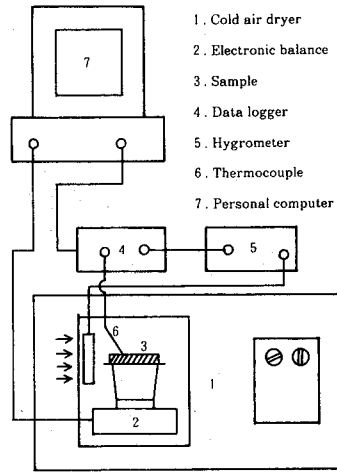 1. Cold air dryer
2. Electronic balance
3. Sample
4. Data logger
5. Hygrometer
6. Thermocouple
7. Personal computer
7
4
5
6
3
1
2